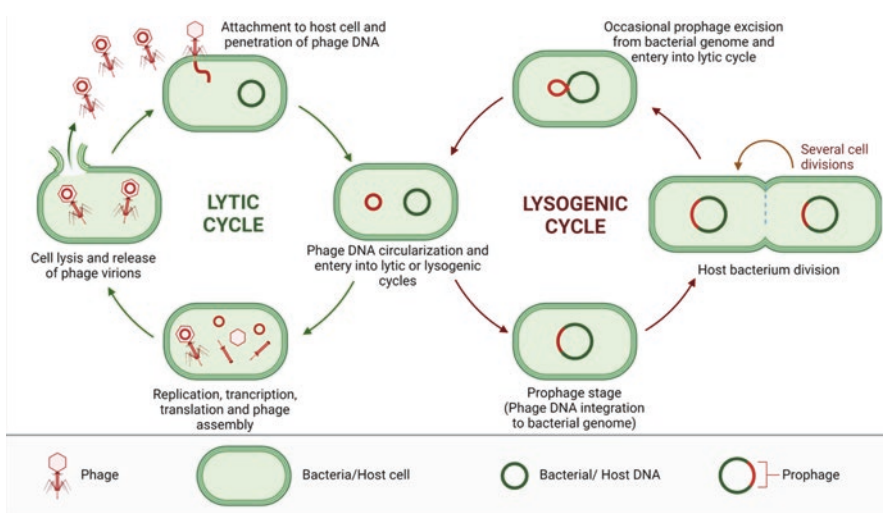 Attachment to host cell and
penetration of phage DNA
Occasional prophage excision
from bacterial genome and
entery into lytic cycle
Several cell
divisions
LYTIC
CYCLE
LYSOGENIC
CYCLE
Cell lysis and release
of phage virions
Phage DNA circularization and
entery into lytic or lysogenic
cycles
Host bacterium division
Replication, trancription,
translation and phage
assembly
Prophage stage
(Phage DNA integration
to bacterial genome)
Phage
Bacteria/Host cell
Bacterial/ Host DNA
Prophage